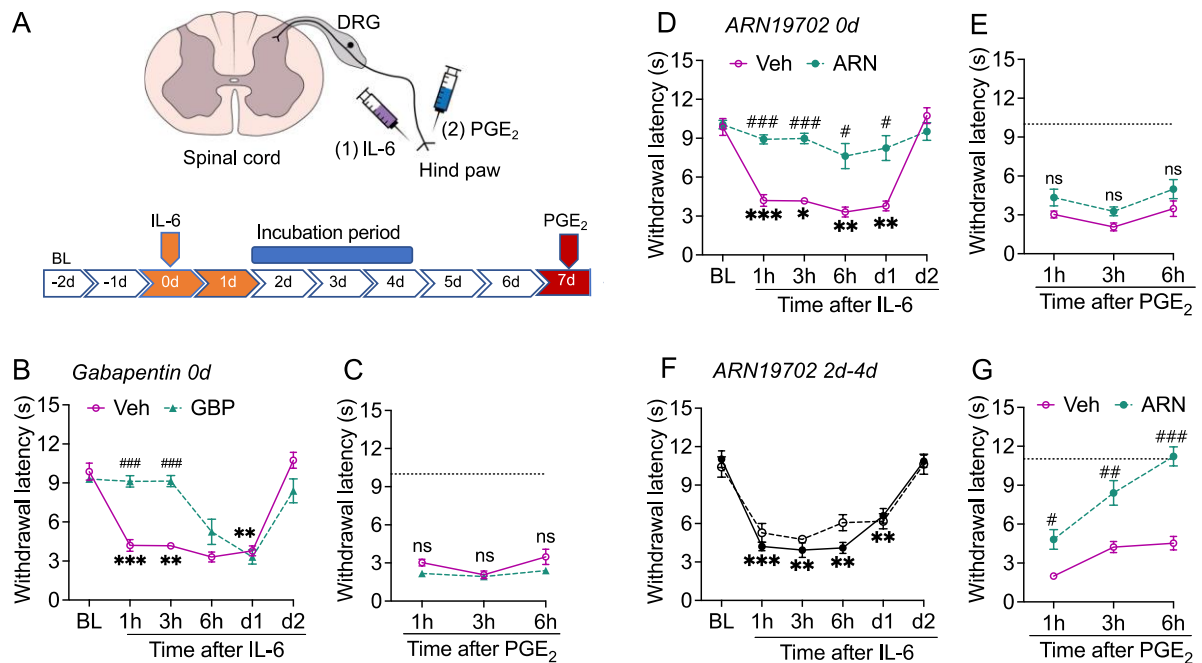 A
DRG
(2) PGE₂
(1) IL-6
Spinal cord
Hind paw
IL-6
PGE₂
Incubation period
BL
-2d -1d 0d 1d 2d 3d 4d 5d 6d 7d
B
Gabapentin 0d
Veh GBP
Withdrawal latency (s)
15
12
9
6
3
0
### ###
**
*** **
BL 1h 3h 6h d1 d2
Time after IL-6
C
Withdrawal latency (s)
15
12
9
6
3
0
ns ns ns
1h 3h 6h
Time after PGE₂
D
ARN19702 0d
Veh ARN
Withdrawal latency (s)
15
12
9
6
3
0
### ### # #
*** * ** **
BL 1h 3h 6h d1 d2
Time after IL-6
E
Withdrawal latency (s)
15
12
9
6
3
0
ns ns ns
1h 3h 6h
Time after PGE₂
F
ARN19702 2d-4d
Withdrawal latency (s)
15
12
9
6
3
0
*** ** ** **
BL 1h 3h 6h d1 d2
Time after IL-6
G
Veh ARN
Withdrawal latency (s)
15
12
9
6
3
0
# ## ###
1h 3h 6h
Time after PGE₂